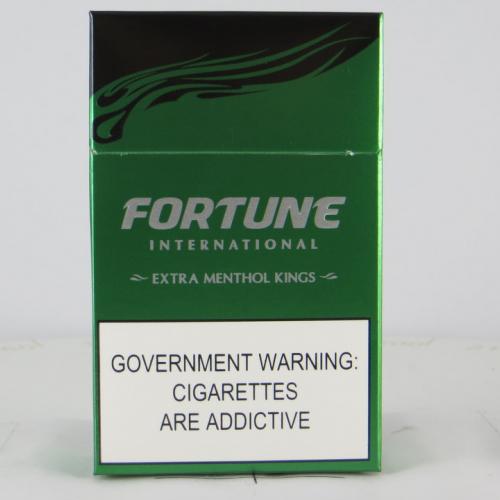 FORTUNE
INTERNATIONAL
EXTRA MENTHOL KINGS
GOVERNMENT WARNING:
CIGARETTES
ARE ADDICTIVE